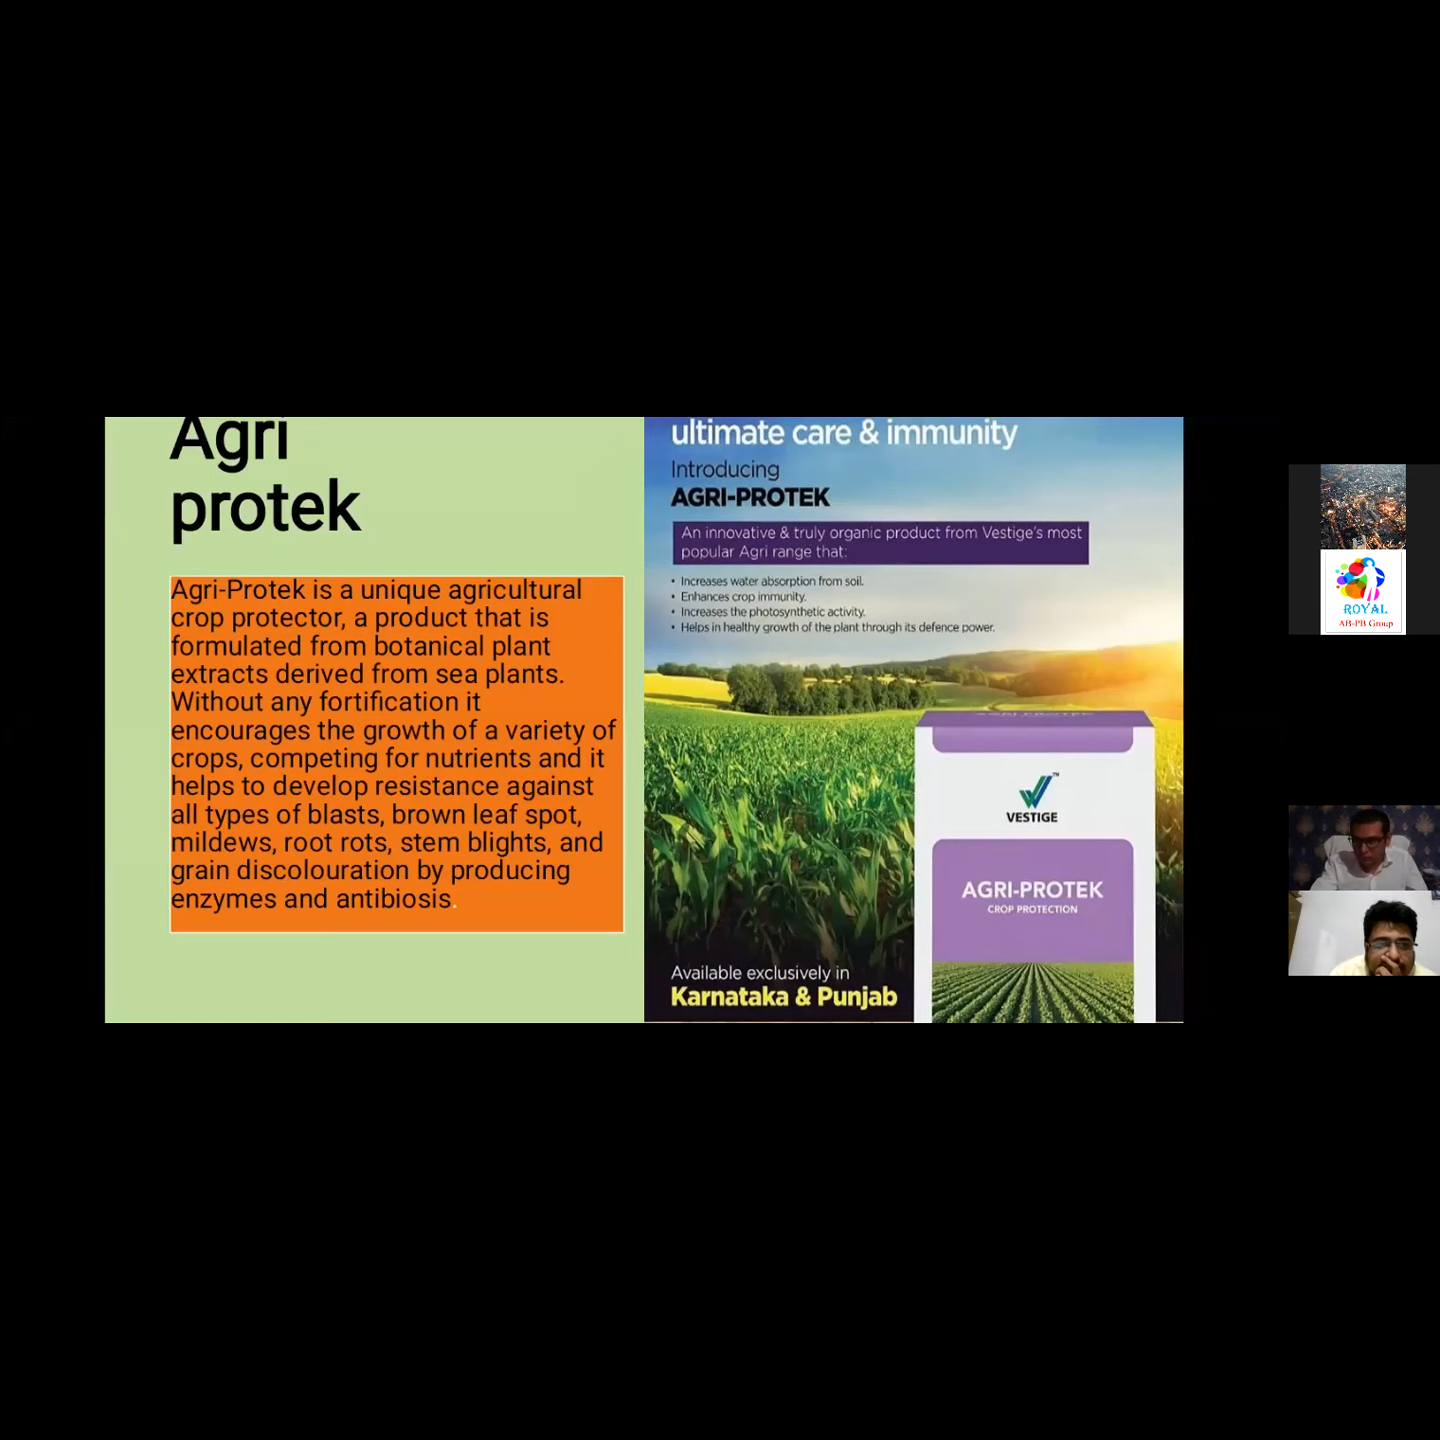 Agri
protek
Agri-Protek is a unique agricultural
crop protector, a product that is
formulated from botanical plant
extracts derived from sea plants.
Without any fortification it
encourages the growth of a variety of
crops, competing for nutrients and it
helps to develop resistance against
all types of blasts, brown leaf spot,
mildews, root rots, stem blights, and
grain discolouration by producing
enzymes and antibiosis.
ultimate care & immunity
Introducing
AGRI-PROTEK
An innovative & truly organic product from Vestige's most
popular Agri range that:
• Increases water absorption from soil.
• Enhances crop immunity.
• Increases the photosynthetic activity.
• Helps in healthy growth of the plant through its defence power.
AGRI PROTEK
TM
VESTIGE
AGRI-PROTEK
CROP PROTECTION
Available exclusively in
Karnataka & Punjab
ROYAL
AB-PB Group